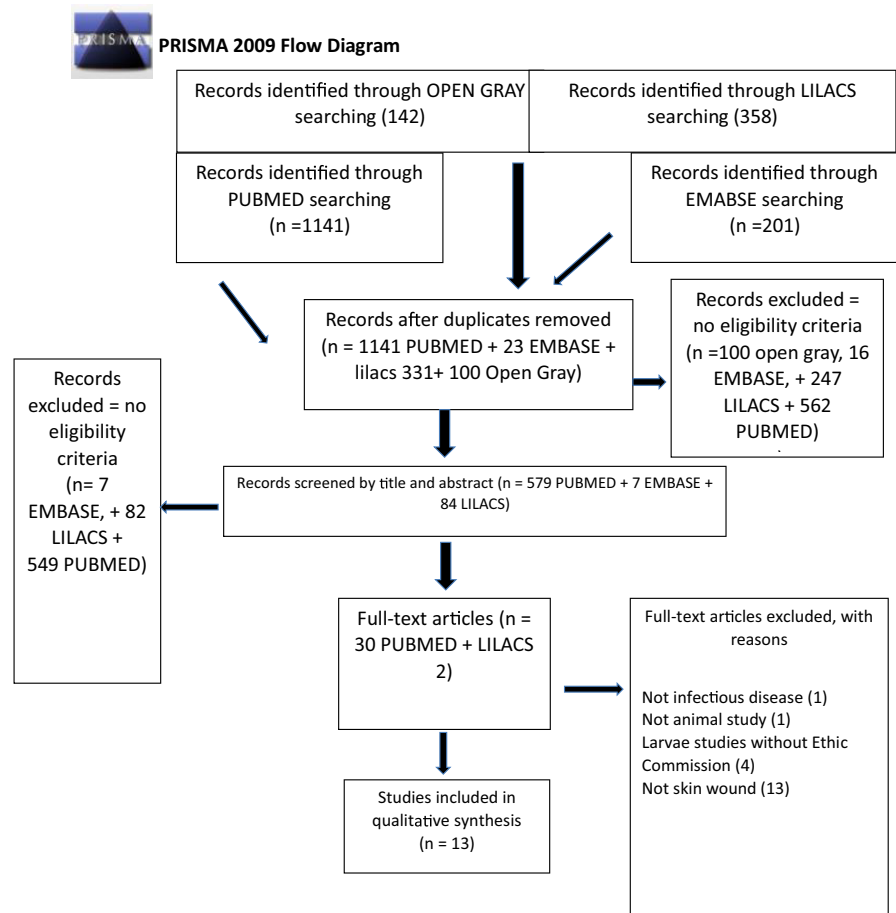 PRISMA
PRISMA 2009 Flow Diagram
Records identified through OPEN GRAY
searching (142)
Records identified through LILACS
searching (358)
Records identified through
PUBMED searching
(n =1141)
Records identified through
EMABSE searching
(n =201)
Records after duplicates removed
(n = 1141 PUBMED + 23 EMBASE +
lilacs 331+ 100 Open Gray)
Records excluded =
no eligibility criteria
(n =100 open gray, 16
EMBASE, + 247
LILACS + 562
PUBMED)
Records
excluded = no
eligibility
criteria
(n= 7
EMBASE, + 82
LILACS +
549 PUBMED)
Records screened by title and abstract (n = 579 PUBMED + 7 EMBASE +
84 LILACS)
Full-text articles (n =
30 PUBMED + LILACS
2)
Full-text articles excluded, with
reasons
Not infectious disease (1)
Not animal study (1)
Larvae studies without Ethic
Commission (4)
Not skin wound (13)
Studies included in
qualitative synthesis
(n = 13)